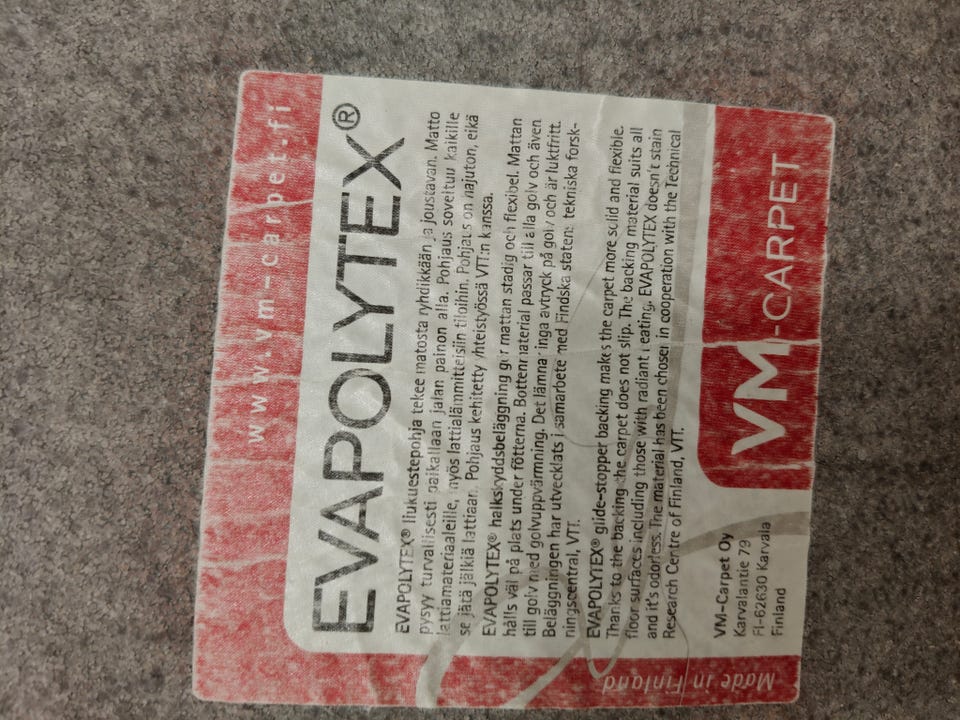 www.vm-carpet.fi
EVAPOLYTEX®
EVAPOLYTEX® liukuestepohja tekee matosta ryhdikkään ja joustavan. Matto
pysyy turvallisesti paikallaan jalan painon alla. Pohjaus soveltuu kaikille
lattiamateriaaleille, myös lattialämmitteisiin tiloihin. Pohjaus on hajuton, eikä
se jätä jälkiä lattiaan. Pohjaus kehitetty yhteistyössä VTT:n kanssa.
EVAPOLYTEX® halkskyddsbeläggning gör mattan stadig och flexibel. Mattan
hålls väl på plats under fötterna. Bottenmaterial passar till alla golv och även
till golv med golvuppvärmning. Det lämnar inga avtryck på golv och är luktfritt.
Beläggningen har utvecklats i samarbete med Findska statens tekniska forsk-
ningscentral, VTT.
EVAPOLYTEX® glide-stopper backing makes the carpet more solid and flexible.
Thanks to the backing the carpet does not slip. The backing material suits all
floor surfaces including those with radiant heating. EVAPOLYTEX doesn't stain
and it's odorless. The material has been chosen in cooperation with the Technical
Research Centre of Finland, VTT.
VM-Carpet Oy
Karvalantie 79
FI-62630 Karvala
Finland
VM-CARPET
Made in Finland